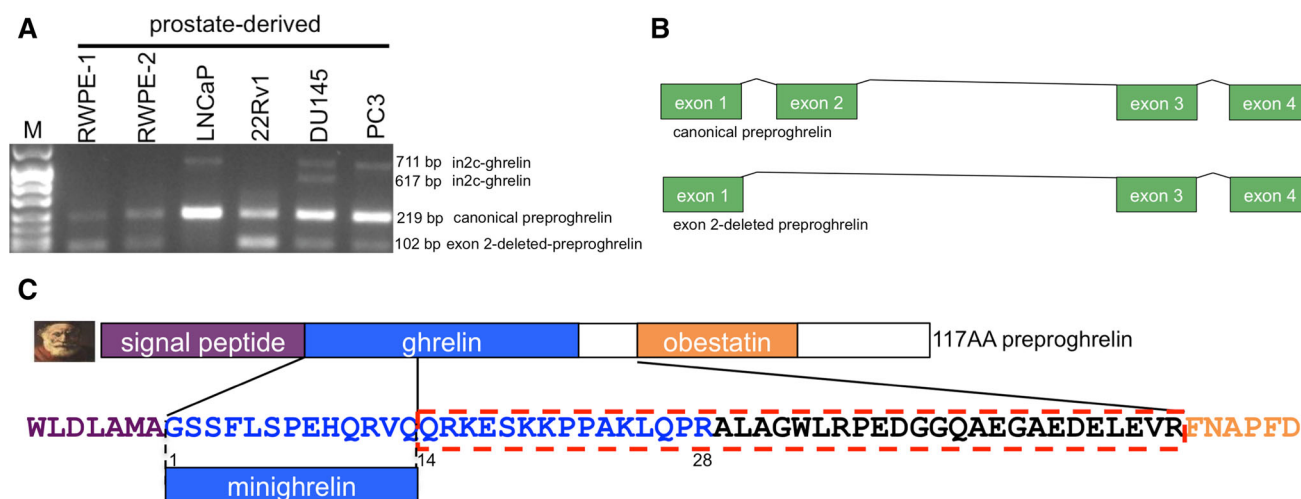 A
prostate-derived
M
RWPE-1
RWPE-2
LNCaP
22Rv1
DU145
PC3
711 bp in2c-ghrelin
617 bp in2c-ghrelin
219 bp canonical preproghrelin
102 bp exon 2-deleted-preproghrelin
B
exon 1 exon 2 exon 3 exon 4
canonical preproghrelin
exon 1 exon 3 exon 4
exon 2-deleted preproghrelin
C
signal peptide ghrelin obestatin 117AA preproghrelin
WLDLAMAGSSFLSPEHQRVQQRKESKKPPAKLQPRALAGWLRPEDGGQAEGAEDELEVRFNAPFD
1 14 28
minighrelin